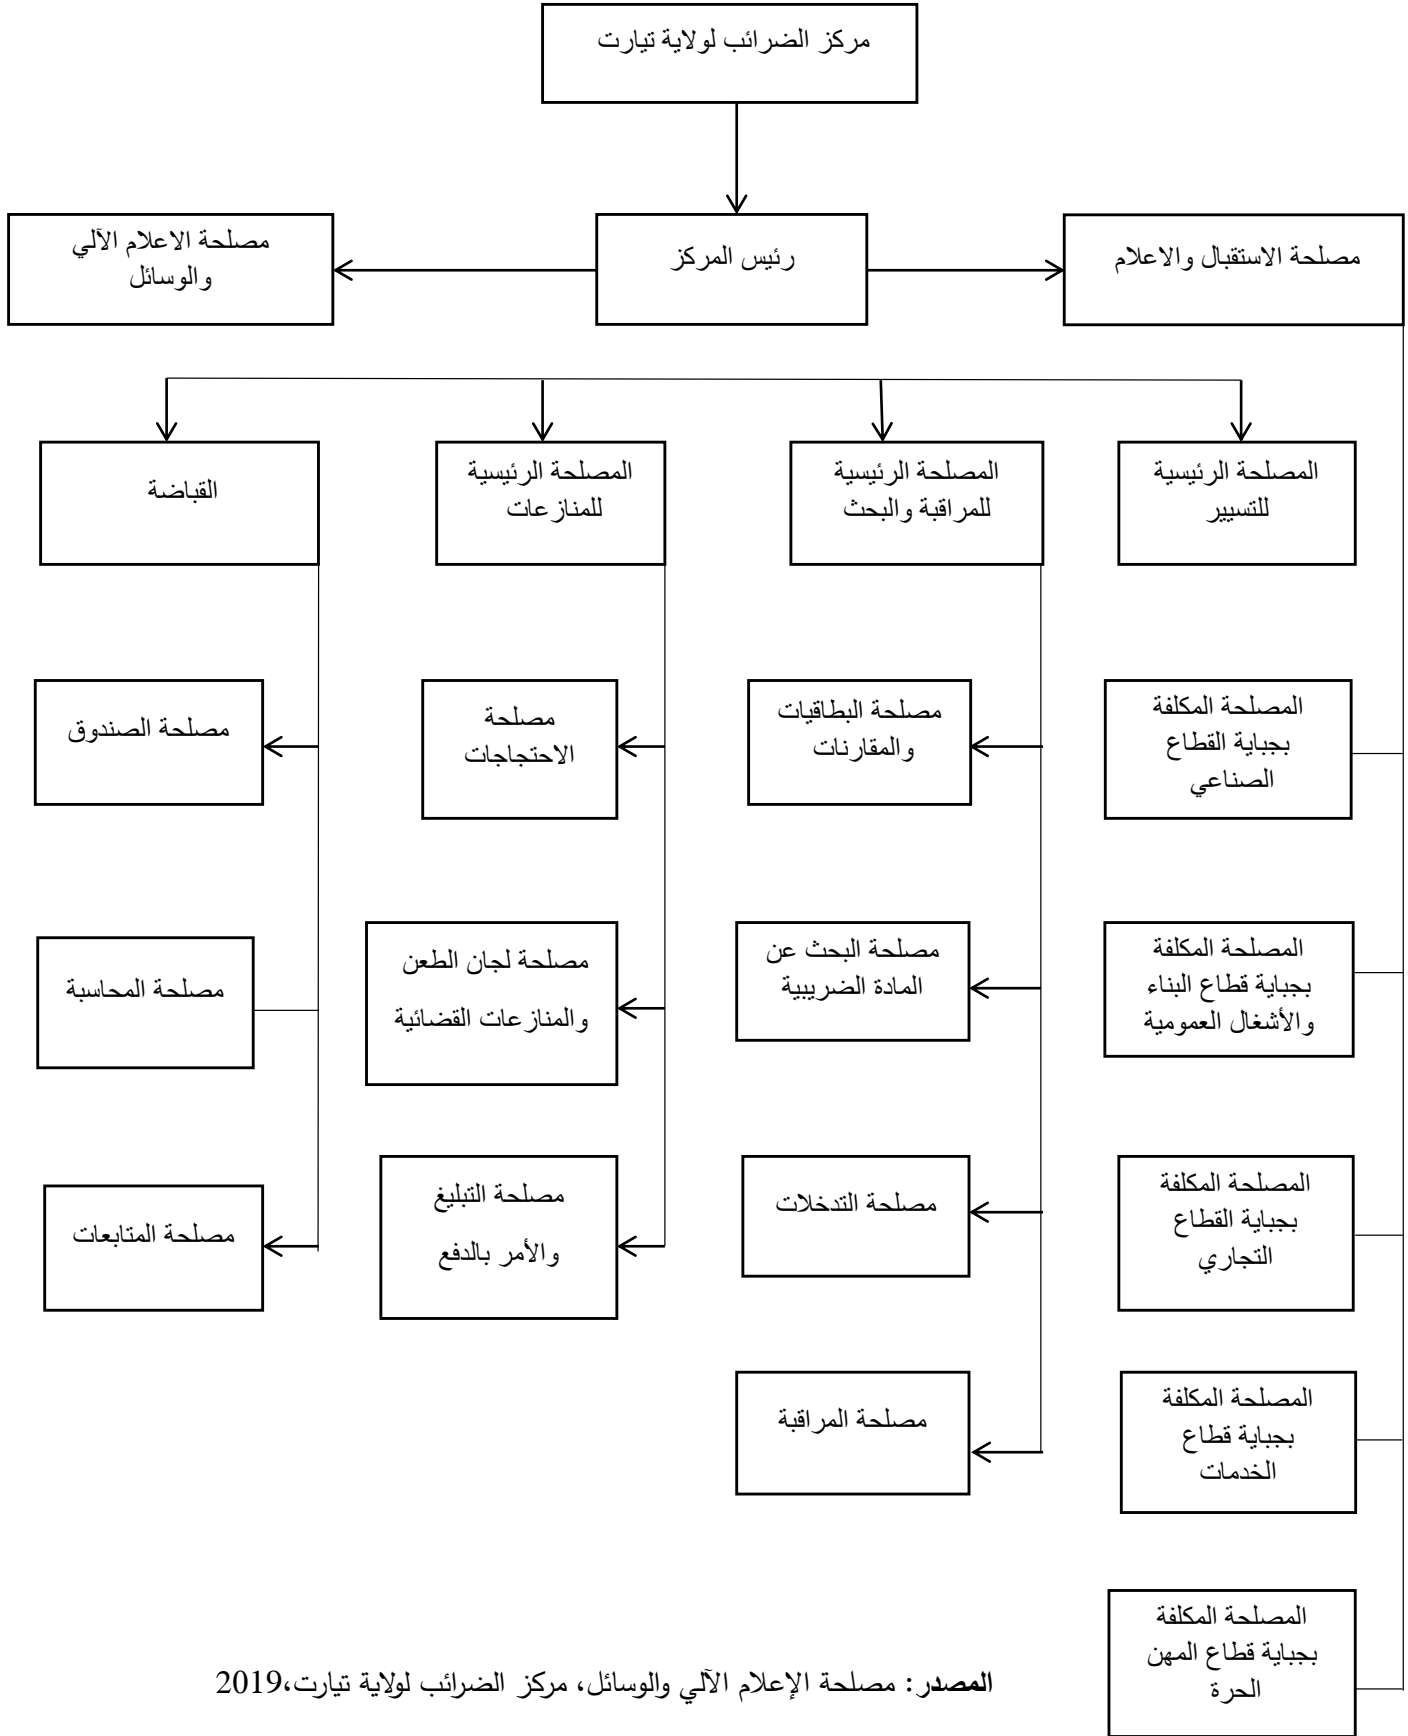 مركز الضرائب لولاية تيارت
مصلحة الاستقبال والاعلام
رئيس المركز
مصلحة الاعلام الآلي
والوسائل
المصلحة الرئيسية
للتسيير
المصلحة الرئيسية
للمراقبة والبحث
المصلحة الرئيسية
للمنازعات
القباضة
المصلحة المكلفة
بجباية القطاع
الصناعي
مصلحة البطاقيات
والمقارنات
مصلحة
الاحتجاجات
مصلحة الصندوق
المصلحة المكلفة
بجباية قطاع البناء
والأشغال العمومية
مصلحة البحث عن
المادة الضريبية
مصلحة لجان الطعن
والمنازعات القضائية
مصلحة المحاسبة
المصلحة المكلفة
بجباية القطاع
التجاري
مصلحة التدخلات
مصلحة التبليغ
والأمر بالدفع
مصلحة المتابعات
المصلحة المكلفة
بجباية قطاع
الخدمات
مصلحة المراقبة
المصلحة المكلفة
بجباية قطاع المهن
الحرة
المصدر: مصلحة الإعلام الآلي والوسائل، مركز الضرائب لولاية تيارت،2019